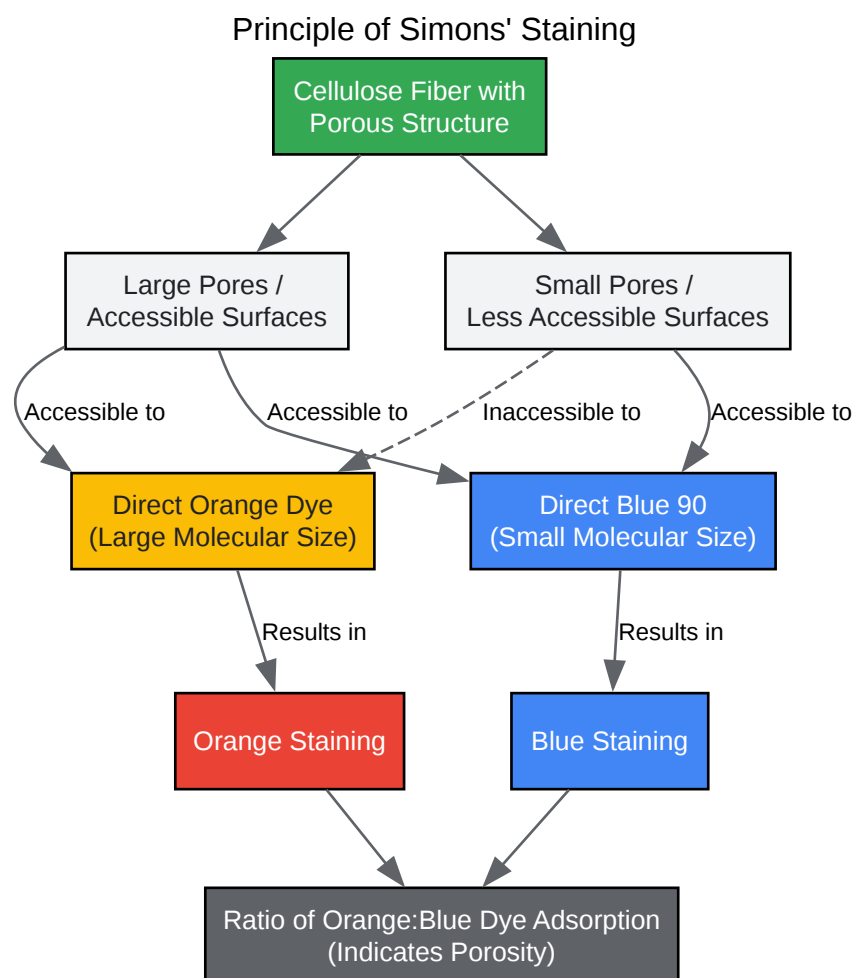 Principle of Simons' Staining
Cellulose Fiber with
Porous Structure
Large Pores /
Accessible Surfaces
Small Pores /
Less Accessible Surfaces
Accessible to
Accessible to
Inaccessible to
Accessible to
Direct Orange Dye
(Large Molecular Size)
Direct Blue 90
(Small Molecular Size)
Results in
Results in
Orange Staining
Blue Staining
Ratio of Orange:Blue Dye Adsorption
(Indicates Porosity)